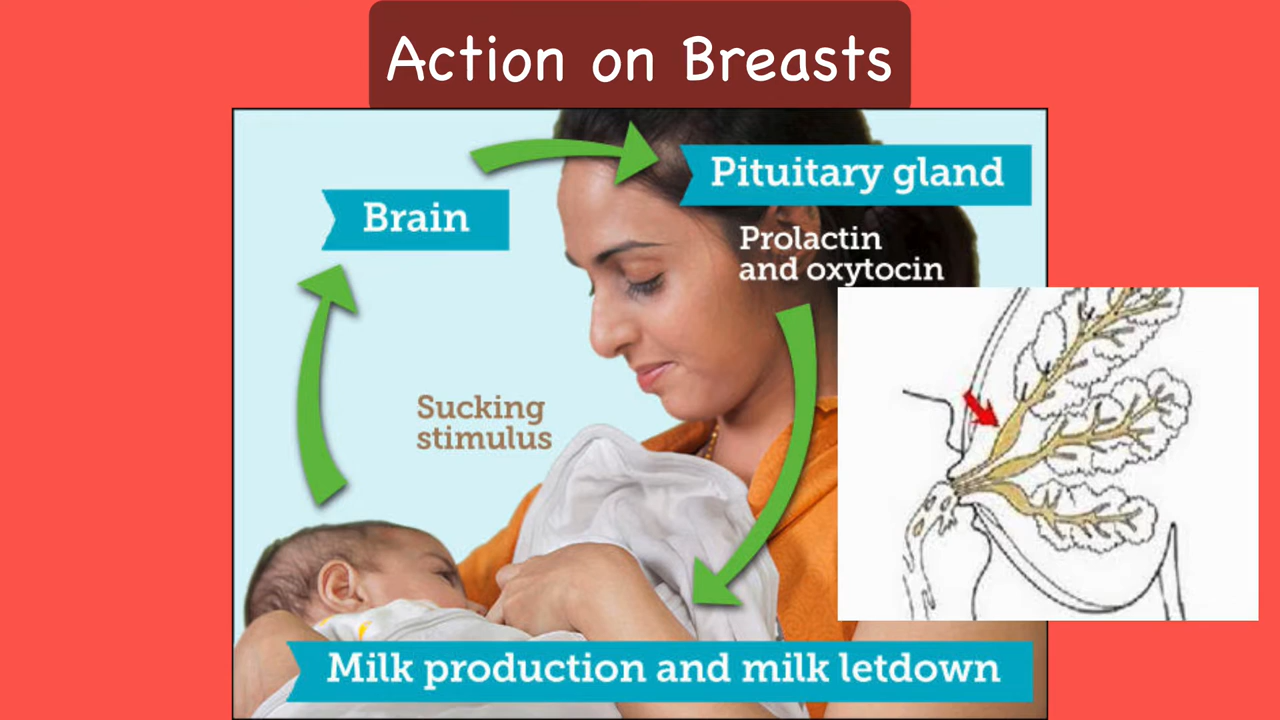 Action on Breasts
Brain
Pituitary gland
Prolactin
and oxytocin
Sucking
stimulus
Milk production and milk letdown